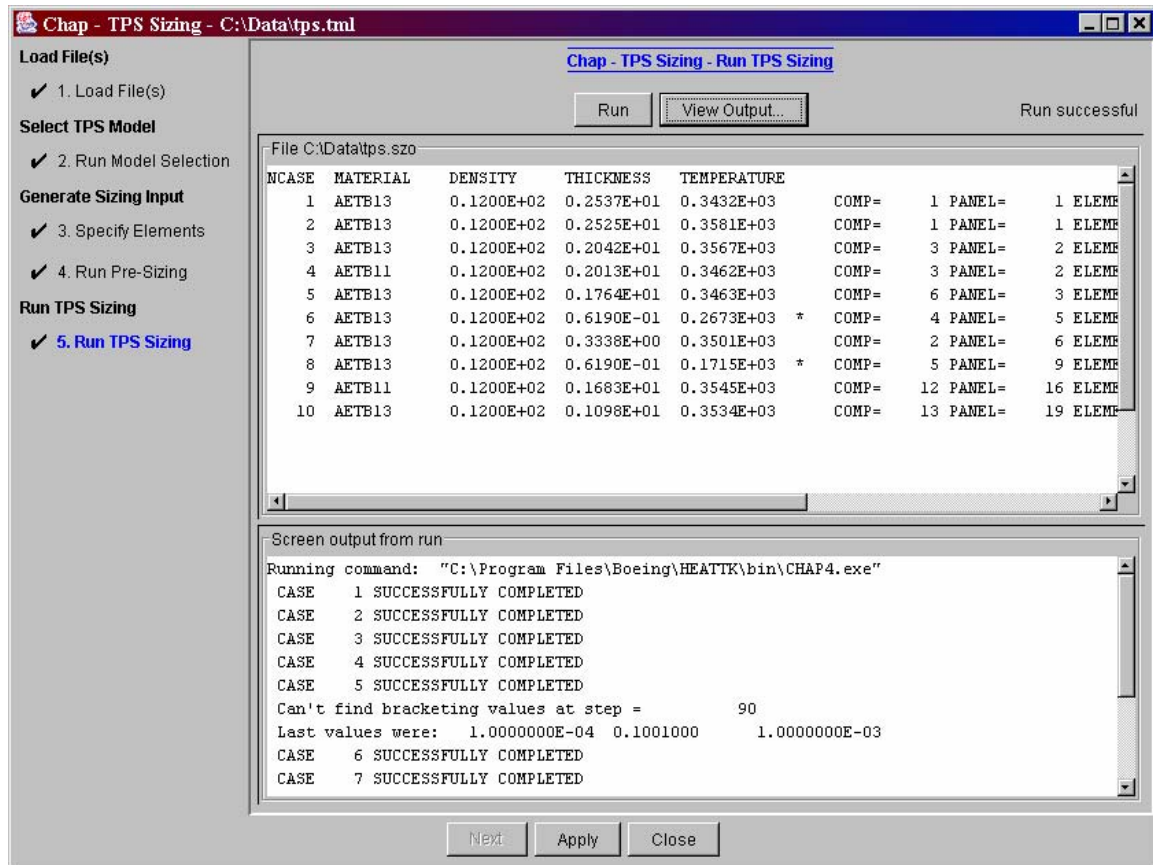 Chap - TPS Sizing - C:\Data\tps.tml
Load File(s)
✔ 1. Load File(s)
Select TPS Model
✔ 2. Run Model Selection
Generate Sizing Input
✔ 3. Specify Elements
✔ 4. Run Pre-Sizing
Run TPS Sizing
✔ 5. Run TPS Sizing
Chap - TPS Sizing - Run TPS Sizing
Run View Output... Run successful
File C:\Data\tps.szo
NCASE MATERIAL DENSITY THICKNESS TEMPERATURE
1 AETB13 0.1200E+02 0.2537E+01 0.3432E+03 COMP= 1 PANEL= 1 ELEME
2 AETB13 0.1200E+02 0.2525E+01 0.3581E+03 COMP= 1 PANEL= 1 ELEME
3 AETB13 0.1200E+02 0.2042E+01 0.3567E+03 COMP= 3 PANEL= 2 ELEME
4 AETB11 0.1200E+02 0.2013E+01 0.3462E+03 COMP= 3 PANEL= 2 ELEME
5 AETB13 0.1200E+02 0.1764E+01 0.3463E+03 COMP= 6 PANEL= 3 ELEME
6 AETB13 0.1200E+02 0.6190E-01 0.2673E+03 * COMP= 4 PANEL= 5 ELEME
7 AETB13 0.1200E+02 0.3338E+00 0.3501E+03 COMP= 2 PANEL= 6 ELEME
8 AETB13 0.1200E+02 0.6190E-01 0.1715E+03 * COMP= 5 PANEL= 9 ELEME
9 AETB11 0.1200E+02 0.1683E+01 0.3545E+03 COMP= 12 PANEL= 16 ELEME
10 AETB13 0.1200E+02 0.1098E+01 0.3534E+03 COMP= 13 PANEL= 19 ELEME
Screen output from run
Running command: "C:\Program Files\Boeing\HEATTK\bin\CHAP4.exe"
CASE 1 SUCCESSFULLY COMPLETED
CASE 2 SUCCESSFULLY COMPLETED
CASE 3 SUCCESSFULLY COMPLETED
CASE 4 SUCCESSFULLY COMPLETED
CASE 5 SUCCESSFULLY COMPLETED
Can't find bracketing values at step = 90
Last values were: 1.0000000E-04 0.1001000 1.0000000E-03
CASE 6 SUCCESSFULLY COMPLETED
CASE 7 SUCCESSFULLY COMPLETED
Next Apply Close